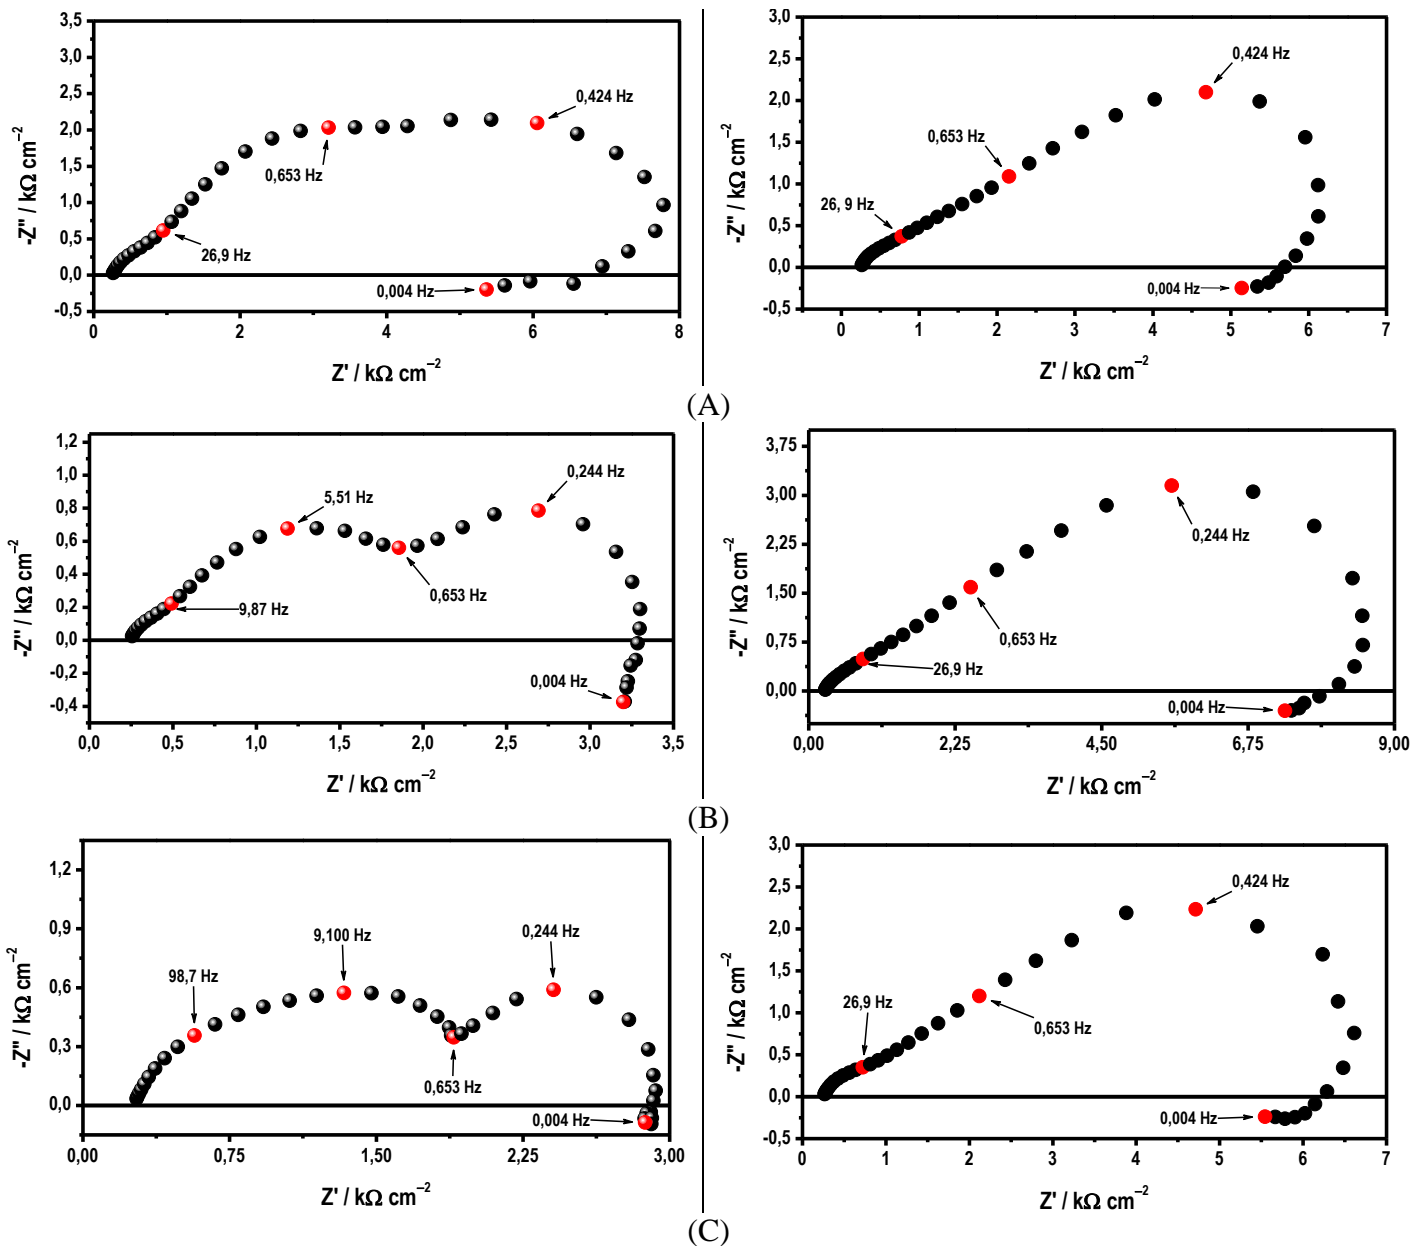 3,5
3,0
2,5
2,0
1,5
1,0
0,5
0,0
-0,5
-Z'' / kΩ cm⁻²
0,424 Hz
0,653 Hz
26,9 Hz
0,004 Hz
0 1 2 3 4 5 6 7 8
Z' / kΩ cm⁻²
3,0
2,5
2,0
1,5
1,0
0,5
0,0
-0,5
-Z'' / kΩ cm⁻²
0,424 Hz
0,653 Hz
26, 9 Hz
0,004 Hz
0 1 2 3 4 5 6 7
Z' / kΩ cm⁻²
(A)
1,2
1,0
0,8
0,6
0,4
0,2
0,0
-0,2
-0,4
-Z'' / kΩ cm⁻²
0,244 Hz
5,51 Hz
0,653 Hz
9,87 Hz
0,004 Hz
0,0 0,5 1,0 1,5 2,0 2,5 3,0 3,5
Z' / kΩ cm⁻²
3,75
3,00
2,25
1,50
0,75
0,00
-Z'' / kΩ cm⁻²
0,244 Hz
0,653 Hz
26,9 Hz
0,004 Hz
0,00 2,25 4,50 6,75 9,00
Z' / kΩ cm⁻²
(B)
1,2
0,9
0,6
0,3
0,0
-Z'' / kΩ cm⁻²
9,100 Hz
0,244 Hz
98,7 Hz
0,653 Hz
0,004 Hz
0,00 0,75 1,50 2,25 3,00
Z' / kΩ cm⁻²
3,0
2,5
2,0
1,5
1,0
0,5
0,0
-0,5
-Z'' / kΩ cm⁻²
0,424 Hz
26,9 Hz
0,653 Hz
0,004 Hz
0 1 2 3 4 5 6 7
Z' / kΩ cm⁻²
(C)